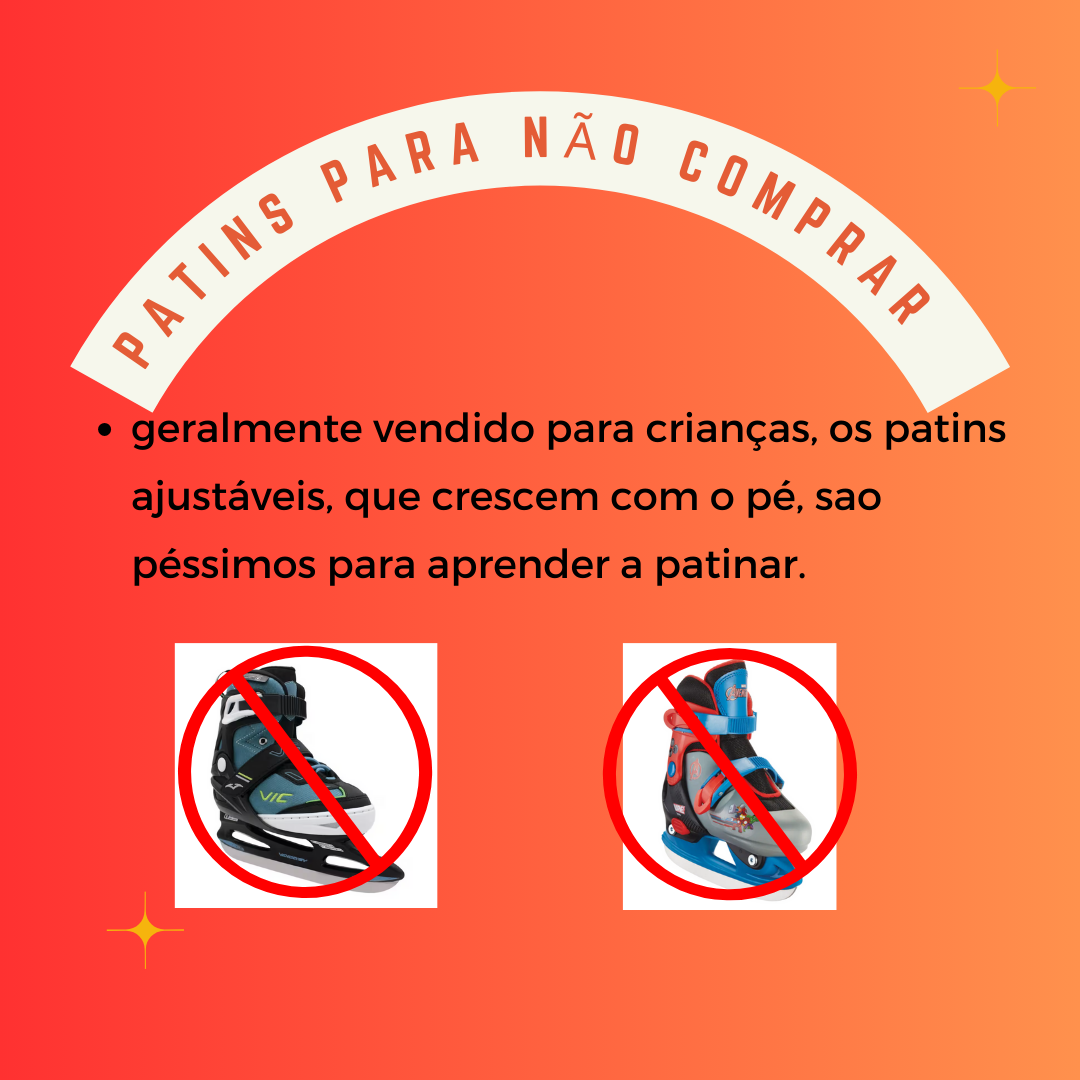 PATINS PARA NÃO COMPRAR
• geralmente vendido para crianças, os patins
ajustáveis, que crescem com o pé, sao
péssimos para aprender a patinar.
VIC